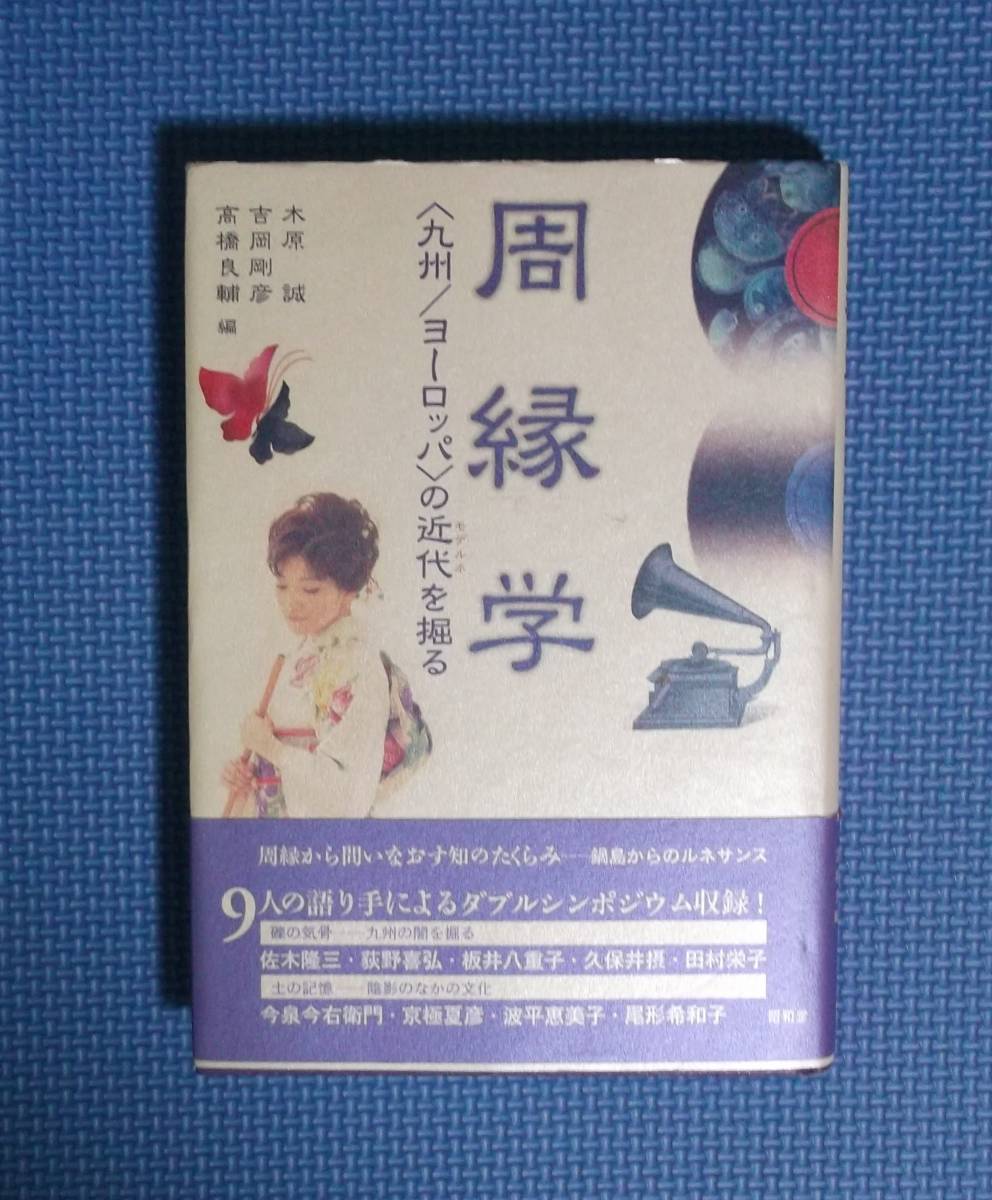 周縁学
〈九州/ヨーロッパ〉の近代を掘る
モデルネ
木原 誠
吉岡剛彦
高橋良輔
編
周縁から問いなおす知のたくらみ──鍋島からのルネサンス
9人の語り手によるダブルシンポジウム収録!
礫の気骨──九州の闇を掘る
佐木隆三・荻野喜弘・板井八重子・久保井摂・田村栄子
土の記憶──陰影のなかの文化
今泉今右衛門・京極夏彦・波平恵美子・尾形希和子
昭和堂